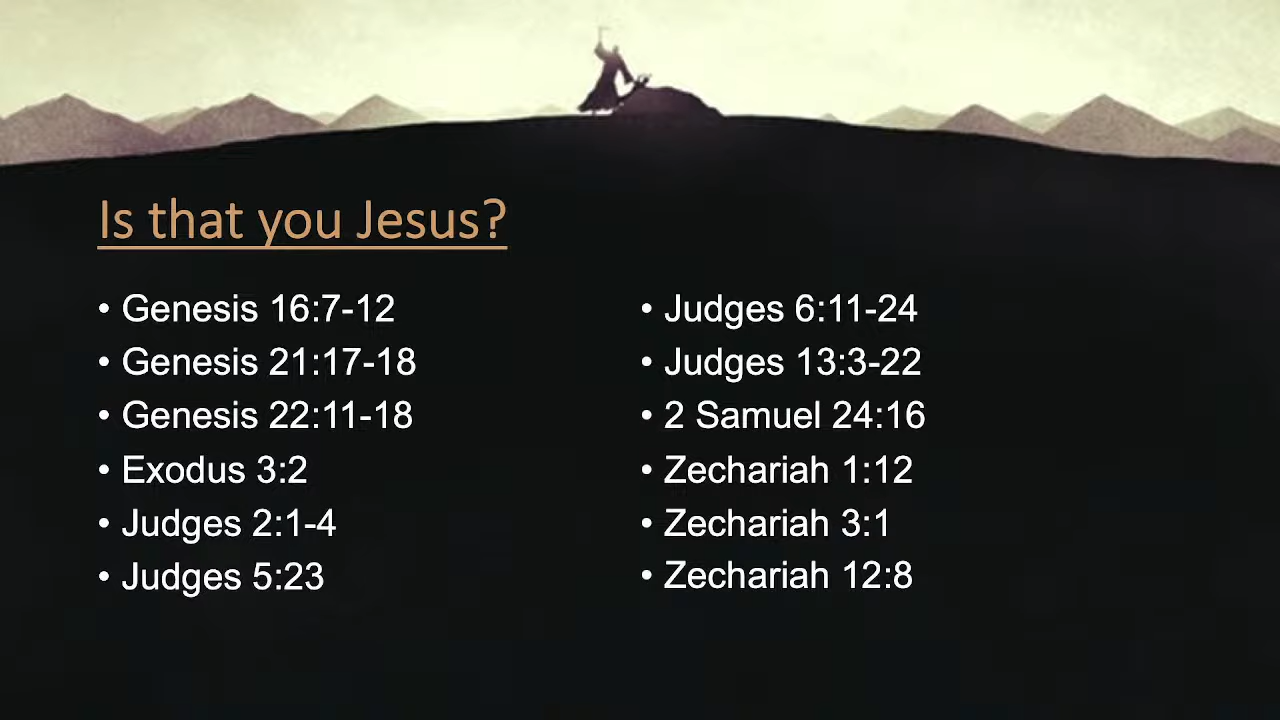 Is that you Jesus?
• Genesis 16:7-12
• Genesis 21:17-18
• Genesis 22:11-18
• Exodus 3:2
• Judges 2:1-4
• Judges 5:23
• Judges 6:11-24
• Judges 13:3-22
• 2 Samuel 24:16
• Zechariah 1:12
• Zechariah 3:1
• Zechariah 12:8